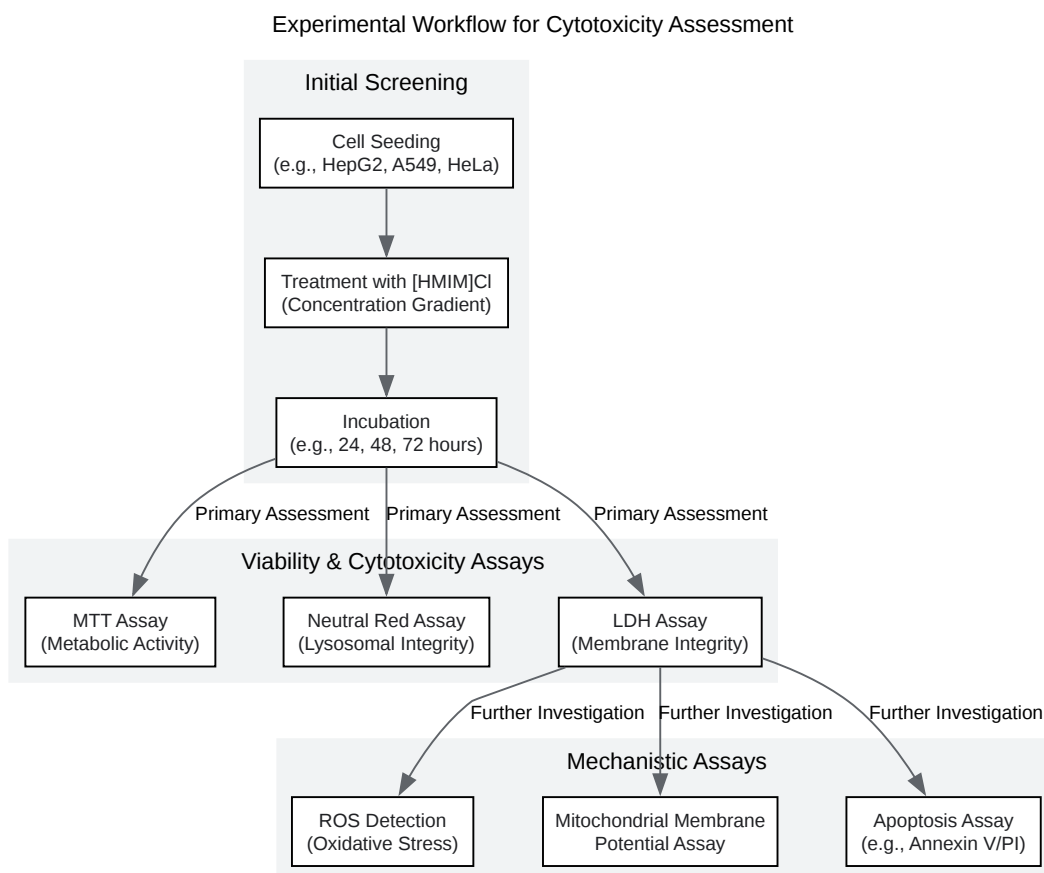 Experimental Workflow for Cytotoxicity Assessment
Initial Screening
Cell Seeding
(e.g., HepG2, A549, HeLa)
Treatment with [HMIM]Cl
(Concentration Gradient)
Incubation
(e.g., 24, 48, 72 hours)
Primary Assessment
Primary Assessment
Primary Assessment
Viability & Cytotoxicity Assays
MTT Assay
(Metabolic Activity)
Neutral Red Assay
(Lysosomal Integrity)
LDH Assay
(Membrane Integrity)
Further Investigation
Further Investigation
Further Investigation
Mechanistic Assays
ROS Detection
(Oxidative Stress)
Mitochondrial Membrane
Potential Assay
Apoptosis Assay
(e.g., Annexin V/PI)